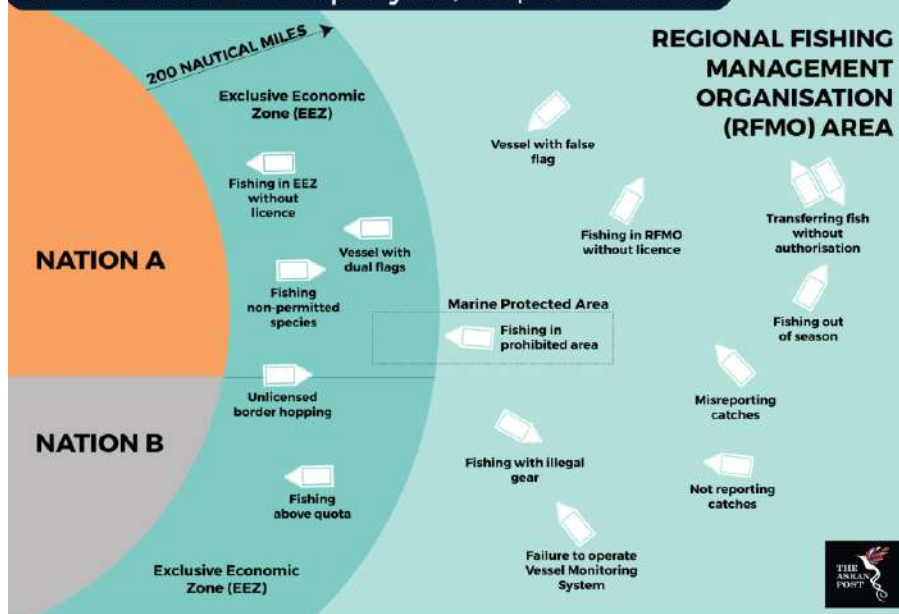 200 NAUTICAL MILES
REGIONAL FISHING
MANAGEMENT
ORGANISATION
(RFMO) AREA
Exclusive Economic
Zone (EEZ)
Vessel with false
flag
Fishing in EEZ
without
licence
Fishing in RFMO
without licence
Transferring fish
without
authorisation
NATION A
Vessel with
dual flags
Fishing
non-permitted
species
Marine Protected Area
Fishing in
prohibited area
Fishing out
of season
Unlicensed
border hopping
Misreporting
catches
NATION B
Fishing with illegal
gear
Not reporting
catches
Fishing
above quota
Failure to operate
Vessel Monitoring
System
Exclusive Economic
Zone (EEZ)
THE
ASEAN
POST